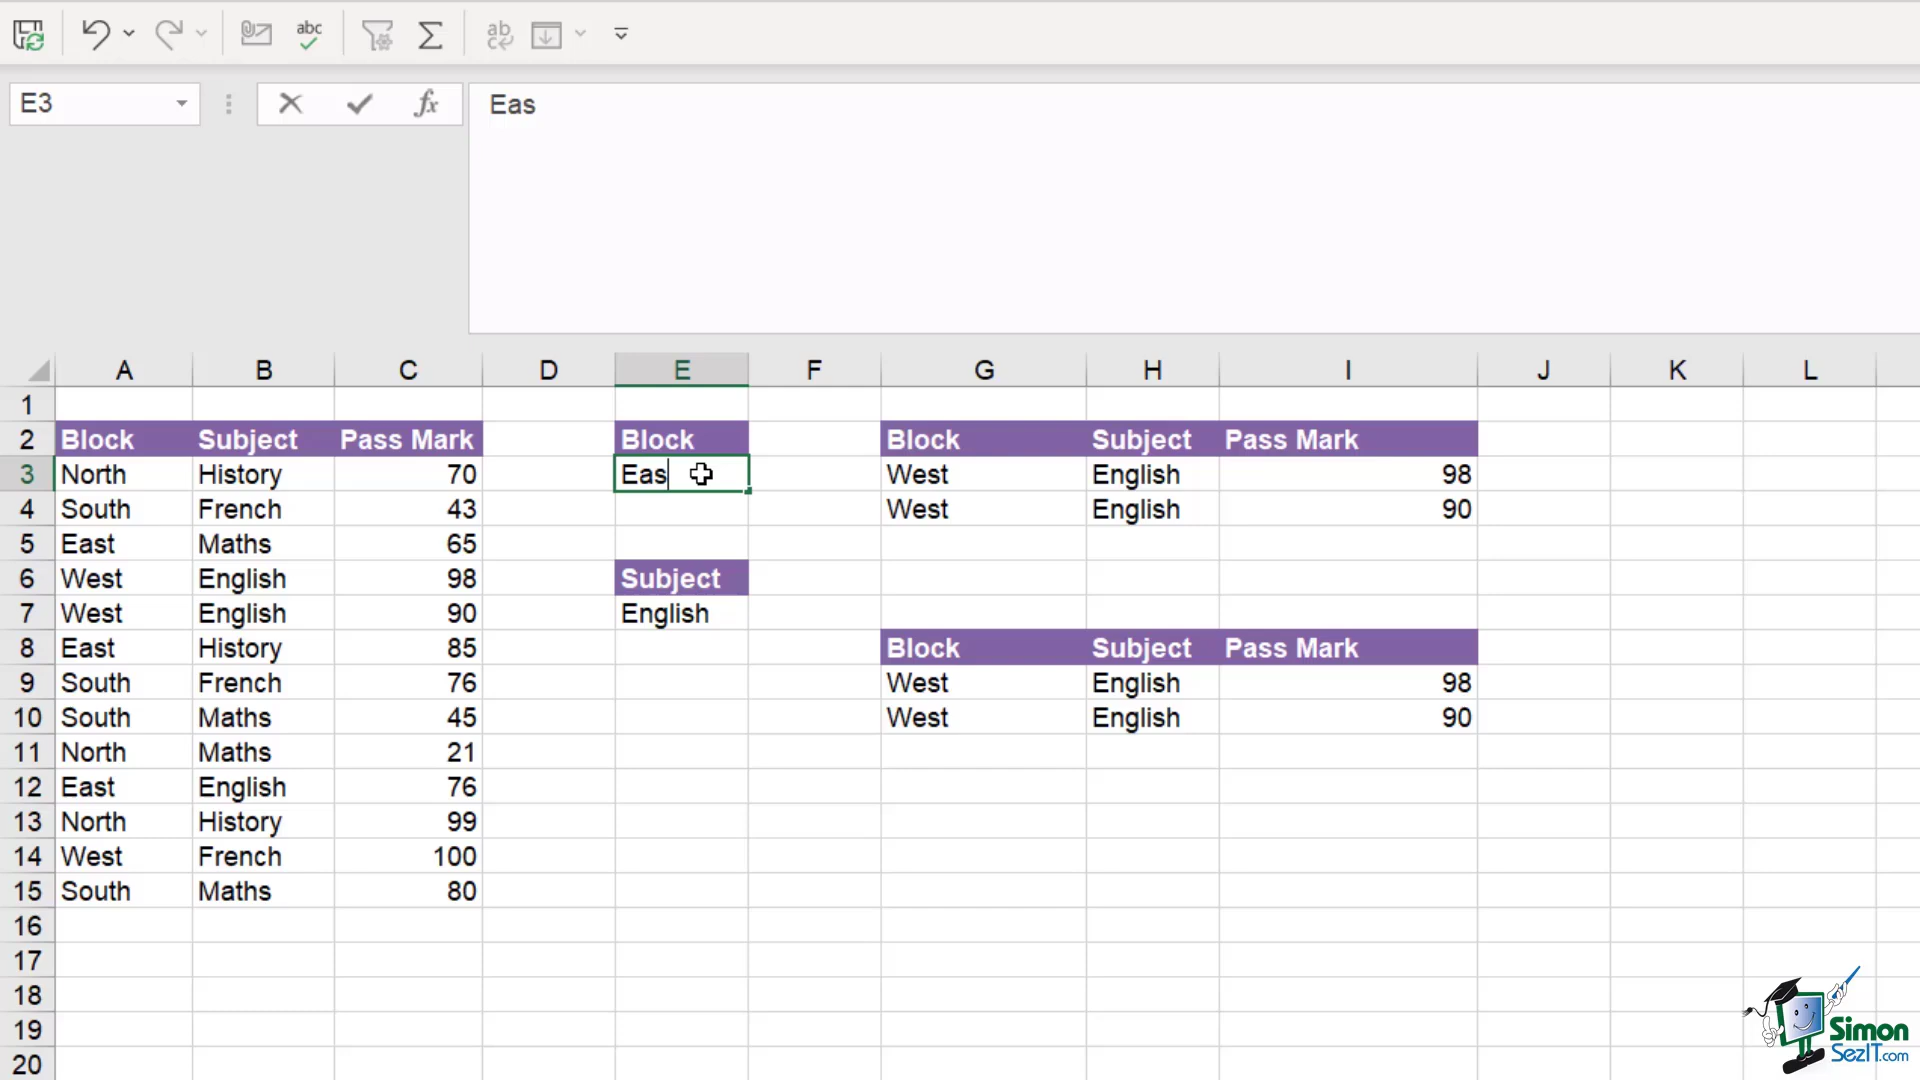 abc
ab
E3
fx
Eas
A B C D E F G H I J K L
1
2 Block Subject Pass Mark Block Block Subject Pass Mark
3 North History 70 Eas West English 98
4 South French 43 West English 90
5 East Maths 65
6 West English 98 Subject
7 West English 90 English
8 East History 85 Block Subject Pass Mark
9 South French 76 West English 98
10 South Maths 45 West English 90
11 North Maths 21
12 East English 76
13 North History 99
14 West French 100
15 South Maths 80
16
17
18
19
20
Simon
SezIT.com